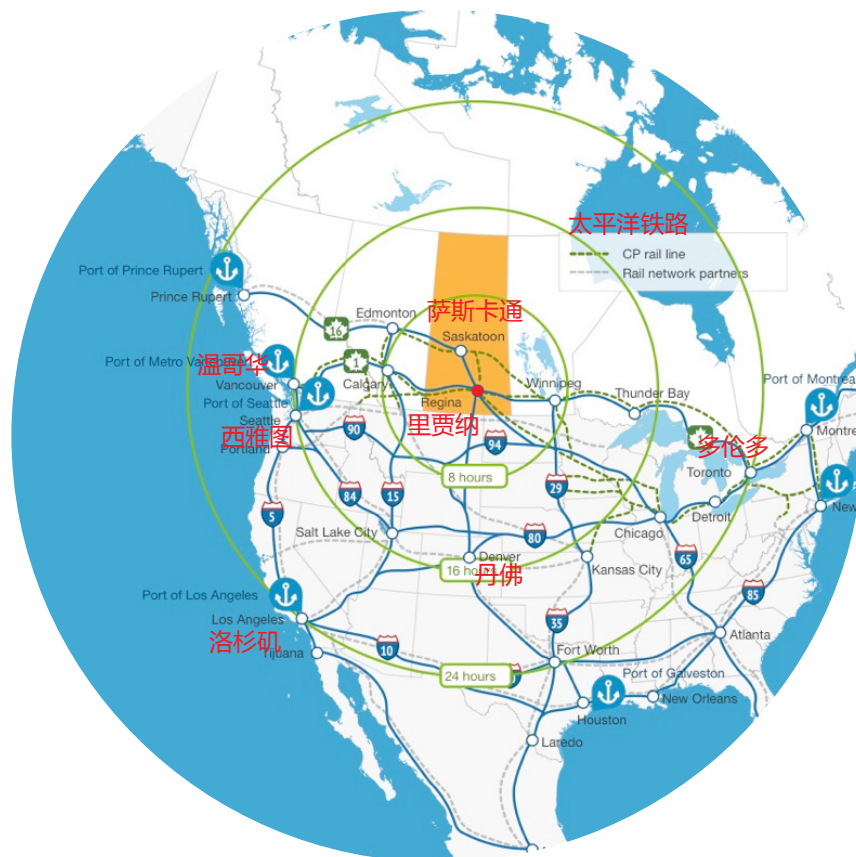 太平洋铁路
CP rail line
Rail network partners
Port of Prince Rupert
Prince Rupert
16
Edmonton
萨斯卡通
Saskatoon
温哥华
Port of Metro Vancouver
1
Vancouver
Calgary
Regina
Winnipeg
Thunder Bay
Port of Montrea
Port of Seattle
Seattle
里贾纳
西雅图
Portland
90
94
多伦多
Montre
Toronto
8 hours
5
84
15
29
New
Salt Lake City
80
Chicago
Detroit
Denver
Kansas City
16 hou
丹佛
65
85
Port of Los Angeles
Los Angeles
洛杉矶
Tijuana
10
35
Atlanta
Fort Worth
24 hours
Port of Galveston
Houston
New Orleans
Laredo